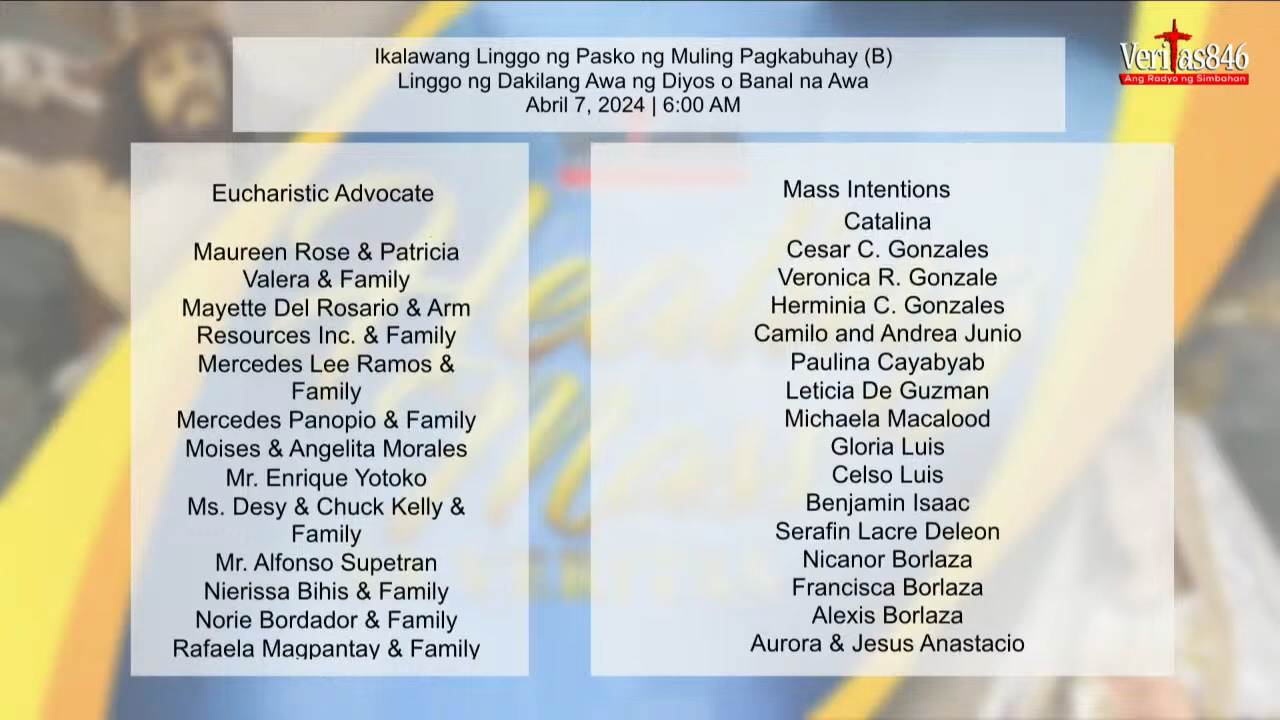 Ikalawang Linggo ng Pasko ng Muling Pagkabuhay (B)
Linggo ng Dakilang Awa ng Diyos o Banal na Awa
Abril 7, 2024 | 6:00 AM
Veritas846
Ang Radyo ng Simbahan
Eucharistic Advocate
Maureen Rose & Patricia
Valera & Family
Mayette Del Rosario & Arm
Resources Inc. & Family
Mercedes Lee Ramos &
Family
Mercedes Panopio & Family
Moises & Angelita Morales
Mr. Enrique Yotoko
Ms. Desy & Chuck Kelly &
Family
Mr. Alfonso Supetran
Nierissa Bihis & Family
Norie Bordador & Family
Rafaela Magpantay & Family
Mass Intentions
Catalina
Cesar C. Gonzales
Veronica R. Gonzale
Herminia C. Gonzales
Camilo and Andrea Junio
Paulina Cayabyab
Leticia De Guzman
Michaela Macalood
Gloria Luis
Celso Luis
Benjamin Isaac
Serafin Lacre Deleon
Nicanor Borlaza
Francisca Borlaza
Alexis Borlaza
Aurora & Jesus Anastacio